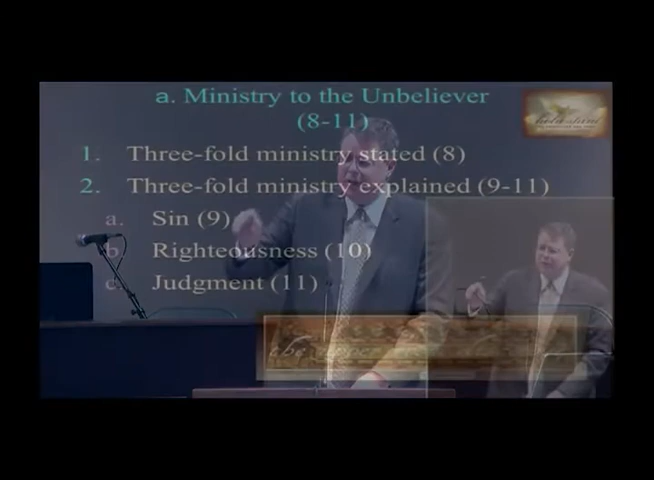 a. Ministry to the Unbeliever
(8-11)
1. Three-fold ministry stated (8)
2. Three-fold ministry explained (9-11)
a. Sin (9)
b. Righteousness (10)
c. Judgment (11)
the